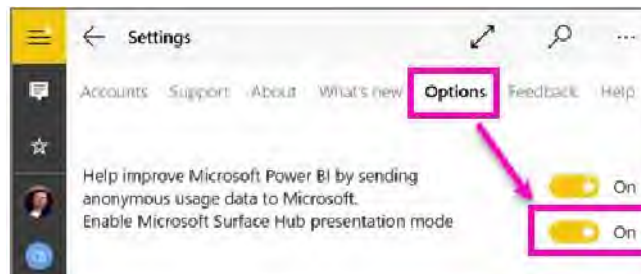 Settings
Accounts Support About What's new Options Feedback Help
Help improve Microsoft Power BI by sending
anonymous usage data to Microsoft.
On
Enable Microsoft Surface Hub presentation mode
On